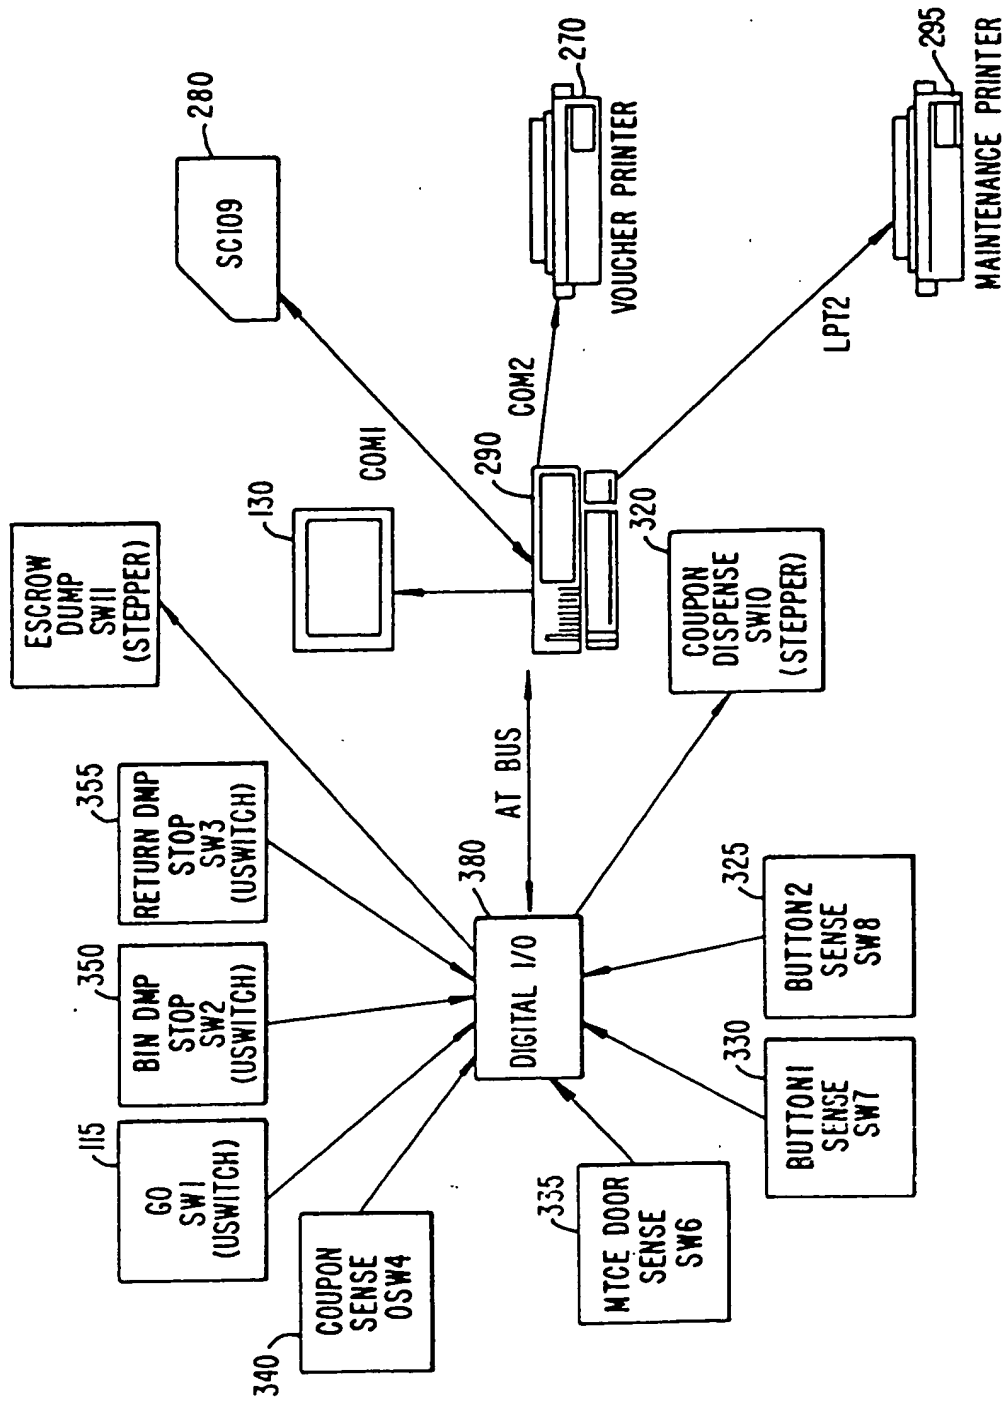 ESCROW
DUMP
SW11
(STEPPER)
130
COM1
280
SC109
355
RETURN DMP
STOP
SW3
(USWITCH)
350
BIN DMP
STOP
SW2
(USWITCH)
115
GO
SW1
(USWITCH)
340
COUPON
SENSE
OSW4
380
DIGITAL I/O
AT BUS
290
COM2
270
VOUCHER PRINTER
LPT2
295
MAINTENANCE PRINTER
320
COUPON
DISPENSE
SW10
(STEPPER)
335
MTCE DOOR
SENSE
SW6
330
BUTTON1
SENSE
SW7
325
BUTTON2
SENSE
SW8